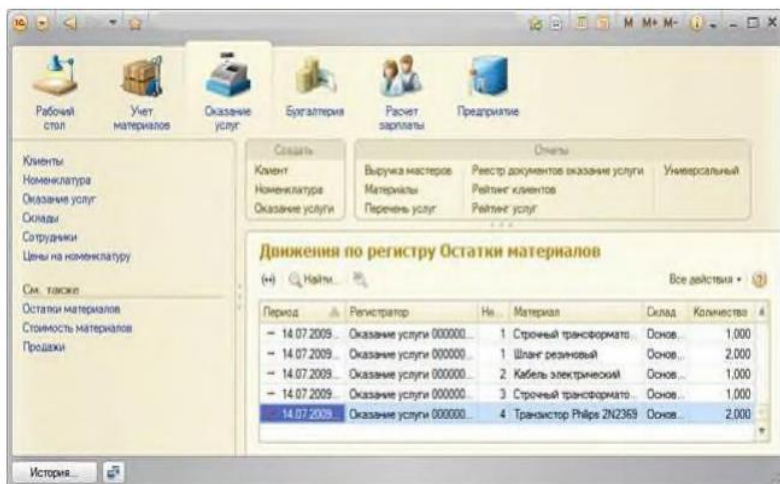 1С M M+ M-
Рабочий стол
Учет материалов
Оказание услуг
Бухгалтерия
Расчет зарплаты
Предприятие
Клиенты
Номенклатура
Оказание услуг
Склады
Сотрудники
Цены на номенклатуру
См. также
Остатки материалов
Стоимость материалов
Продажи
Создать
Клиент
Номенклатура
Оказание услуги
Отчеты
Выручка мастеров Реестр документов оказание услуги Универсальный
Материалы Рейтинг клиентов
Перечень услуг Рейтинг услуг
Движения по регистру Остатки материалов
Найти... Все действия
Период Регистратор Но... Материал Склад Количество
14.07.2009... Оказание услуги 000000... 1 Строчный трансформато... Основ... 1,000
14.07.2009... Оказание услуги 000000... 1 Шланг резиновый Основ... 2,000
14.07.2009... Оказание услуги 000000... 2 Кабель электрический Основ... 1,000
14.07.2009... Оказание услуги 000000... 3 Строчный трансформато... Основ... 1,000
14.07.2009... Оказание услуги 000000... 4 Транзистор Philips 2N2369 Основ... 2,000
История...